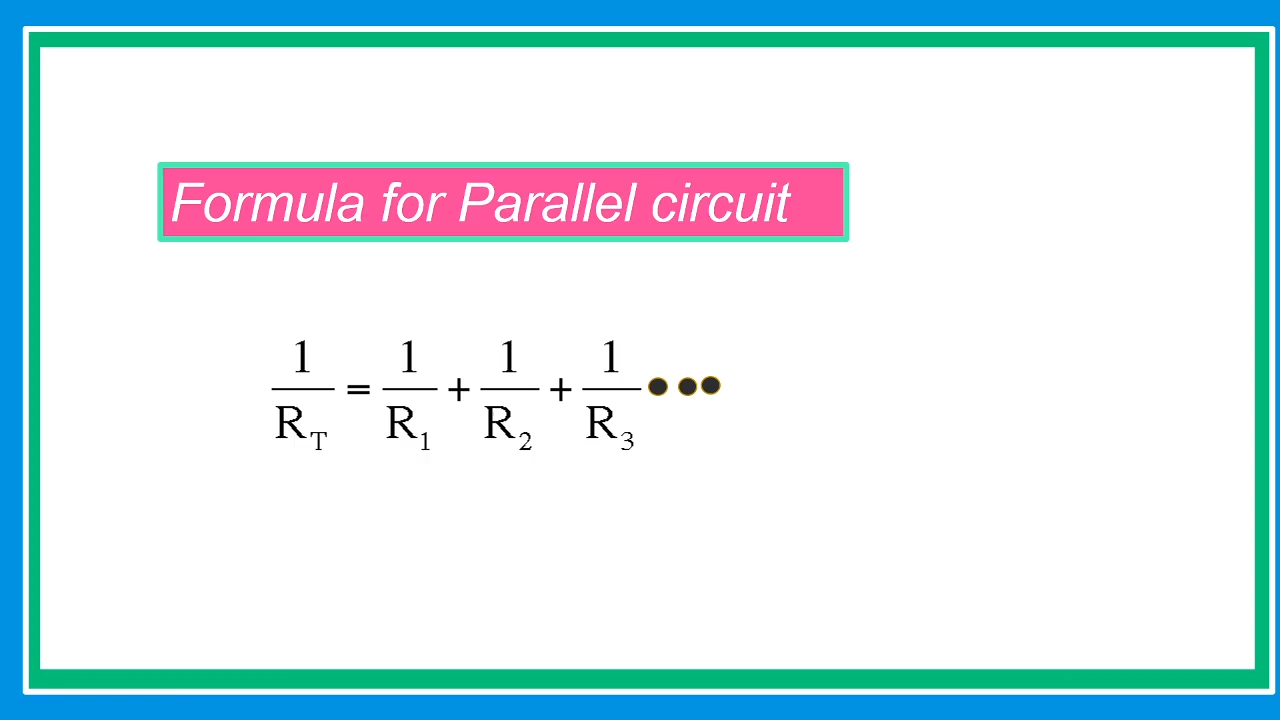 Formula for Parallel circuit
1/R_T = 1/R_1 + 1/R_2 + 1/R_3 •••